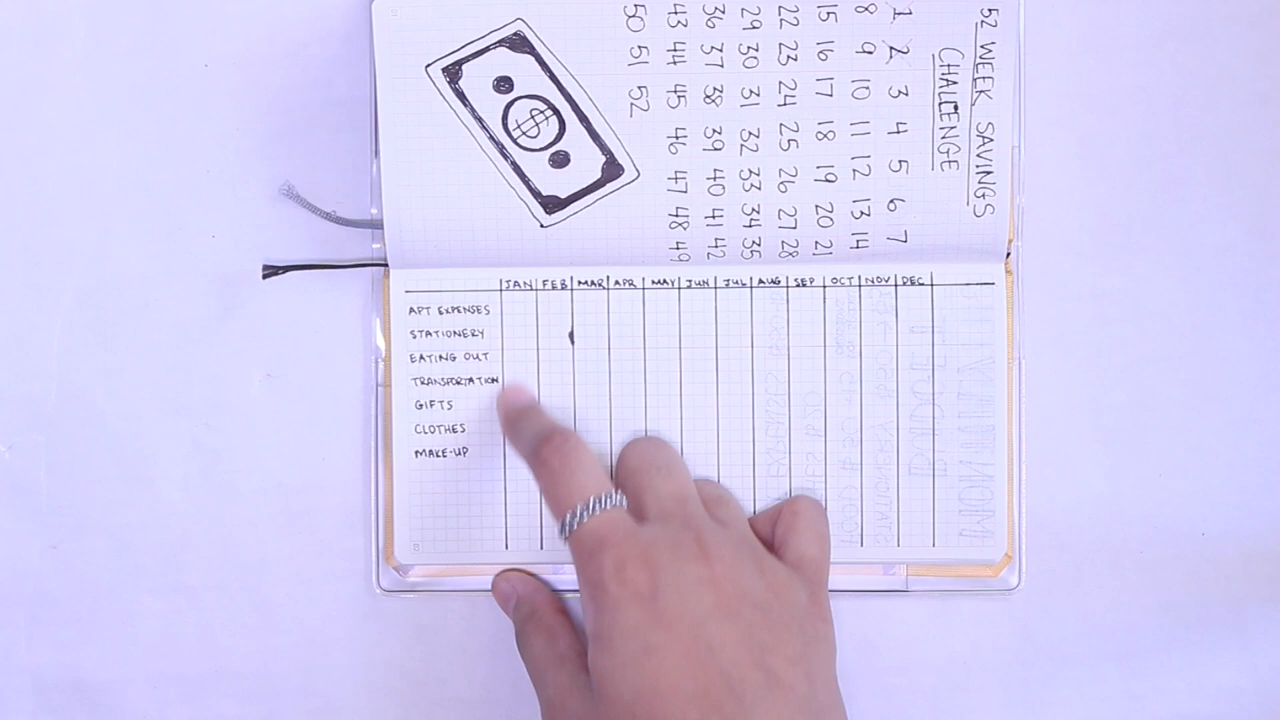 52 WEEK SAVINGS
CHALLENGE
1 2 3 4 5 6 7
8 9 10 11 12 13 14
15 16 17 18 19 20 21
22 23 24 25 26 27 28
29 30 31 32 33 34 35
36 37 38 39 40 41 42
43 44 45 46 47 48 49
50 51 52
$
JAN FEB MAR APR MAY JUN JUL AUG SEP OCT NOV DEC
APT EXPENSES
STATIONERY
EATING OUT
TRANSPORTATION
GIFTS
CLOTHES
MAKE-UP